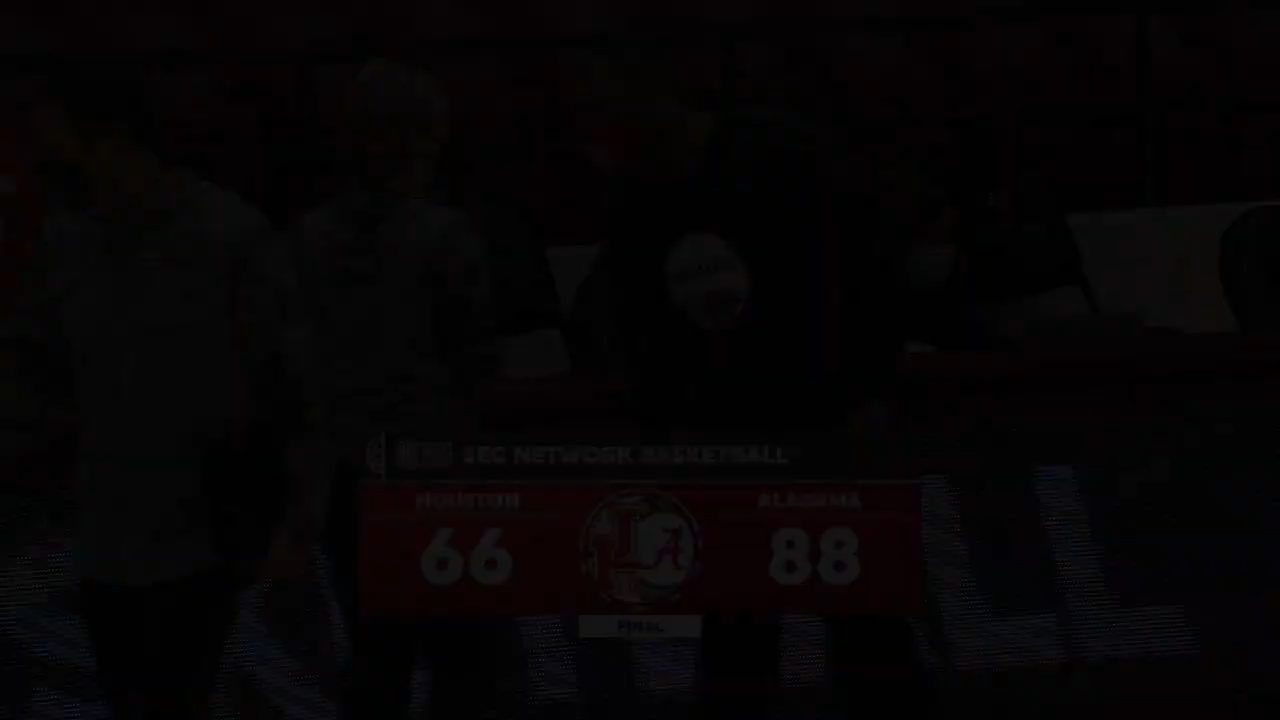 SEC NETWORK BASKETBALL
HOUSTON
ALABAMA
66
88
FINAL